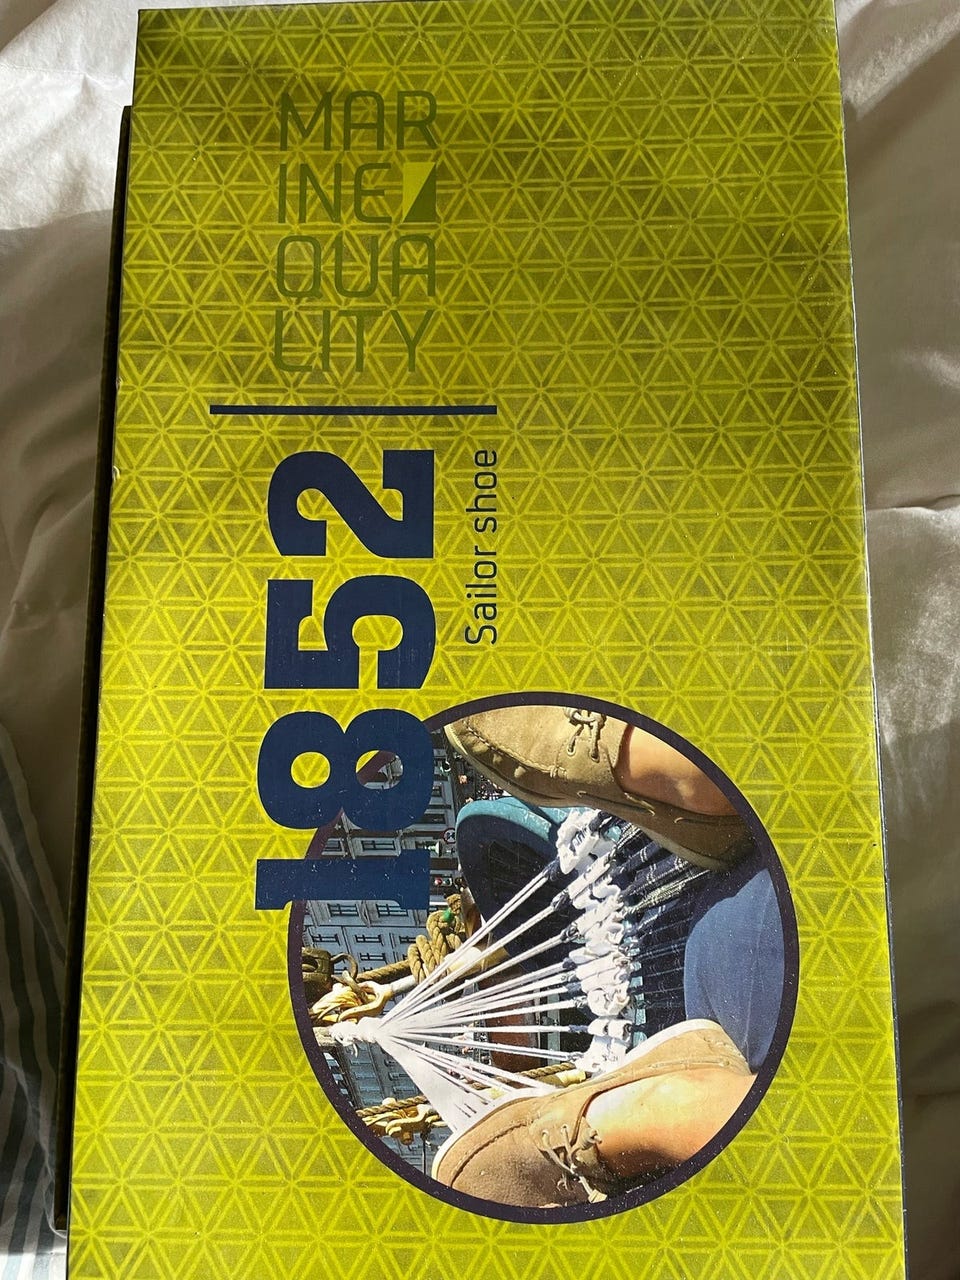 MAR
INE
QUA
LITY
1852
Sailor shoe